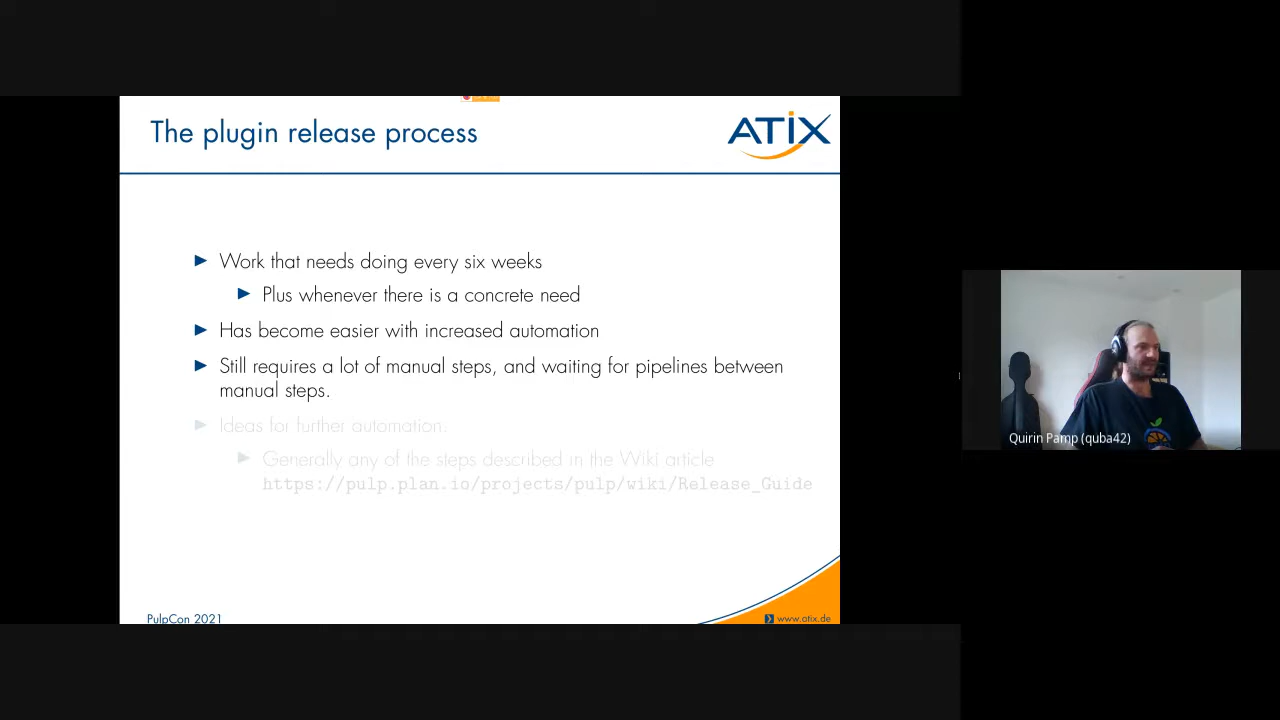 The plugin release process
ATIX
Work that needs doing every six weeks
Plus whenever there is a concrete need
Has become easier with increased automation
Still requires a lot of manual steps, and waiting for pipelines between
manual steps.
Ideas for further automation:
Generally any of the steps described in the Wiki article
https://pulp.plan.io/projects/pulp/wiki/Release_Guide
PulpCon 2021
www.atix.de
Quirin Pamp (quba42)